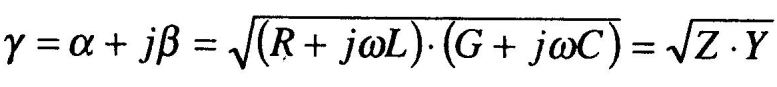 γ = α + jβ = √(R + jωL)·(G + jωC) = √Z · Y